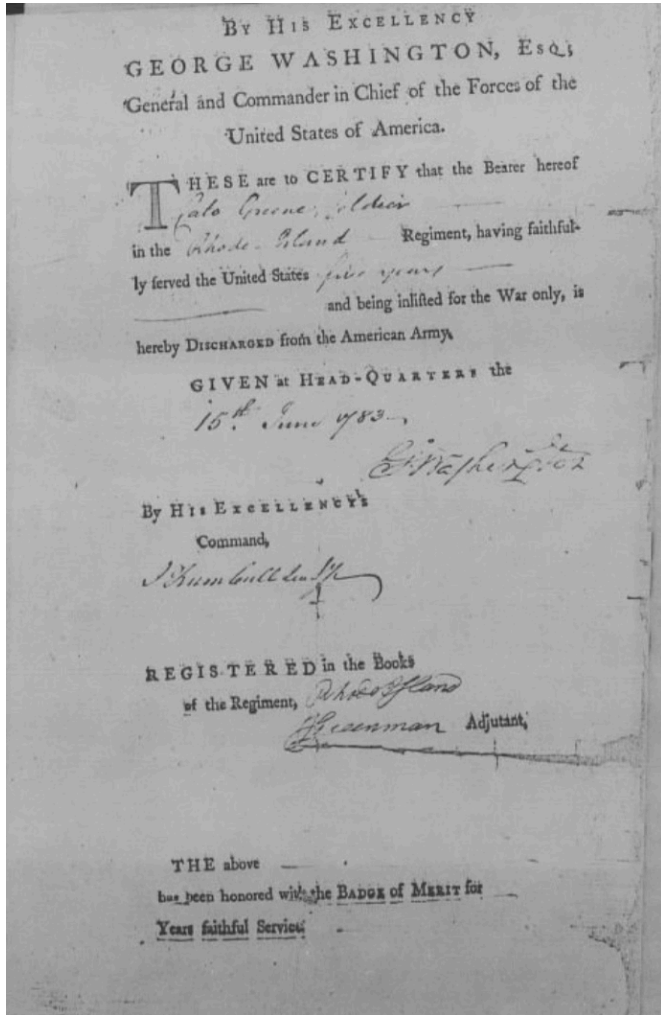 By His Excellency
GEORGE WASHINGTON, Esq;
General and Commander in Chief of the Forces of the
United States of America.
THESE are to CERTIFY that the Bearer hereof
Cato Greene, Soldier
in the Rhode-Island Regiment, having faithful-
ly ſerved the United States five years
and being inliſted for the War only, is
hereby Discharged from the American Army.
GIVEN at Head-Quarters the
15th. June 1783
G Washington
By His Excellency's
Command,
J Trumbull Jun
REGISTERED in the Books
of the Regiment, Rhode Island
J Greenman Adjutant,
THE above
has been honored with the Badge of Merit for
Years faithful Service.